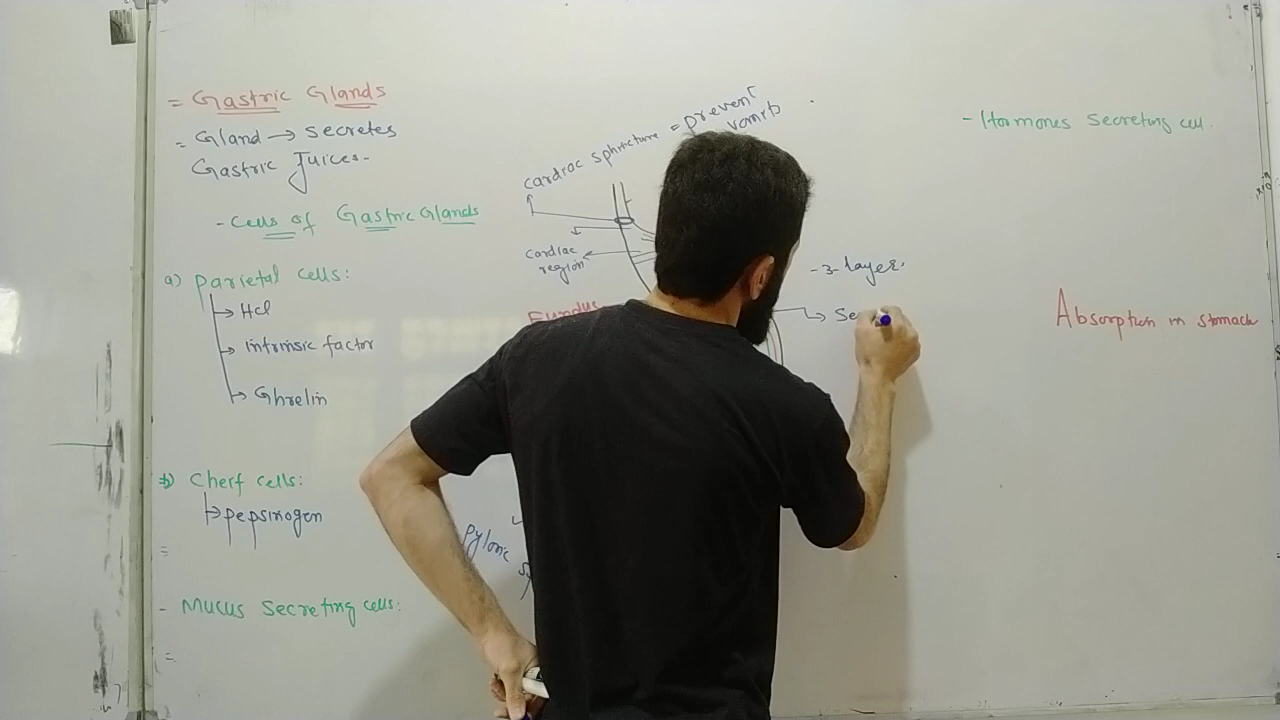 = Gastric Glands
= Gland → secretes
Gastric Juices-
- Cells of Gastric Glands
a) Parietal cells:
→ Hcl
→ intrinsic factor
→ Ghrelin
b) Cherf cells:
→ pepsinogen
=
- Mucus Secreting cells:
=
cardiac sphincture = prevent
vomit
cardiac
region
Fundus
Pyloric
- 3- layer.
→ Se
- Hormones Secreting cell.
Absorption in stomach